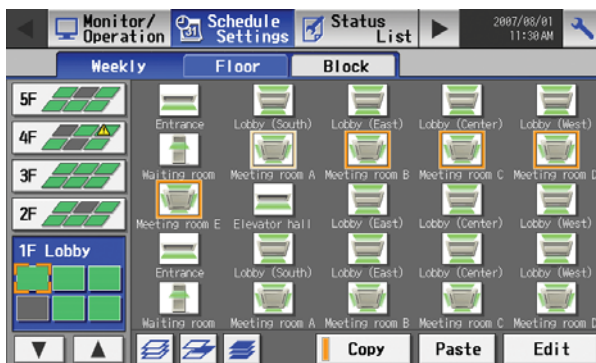 Monitor/
Operation
Schedule
Settings
Status
List
2007/08/01
11:30 AM
Weekly
Floor
Block
5F
4F
3F
2F
1F Lobby
Entrance
Lobby (South)
Lobby (East)
Lobby (Center)
Lobby (West)
Waiting room
Meeting room A
Meeting room B
Meeting room C
Meeting room D
Meeting room E
Elevator hall
Lobby (East)
Lobby (Center)
Lobby (West)
Entrance
Lobby (South)
Lobby (East)
Lobby (Center)
Lobby (West)
Waiting room
Meeting room A
Meeting room B
Meeting room C
Meeting room D
Copy
Paste
Edit